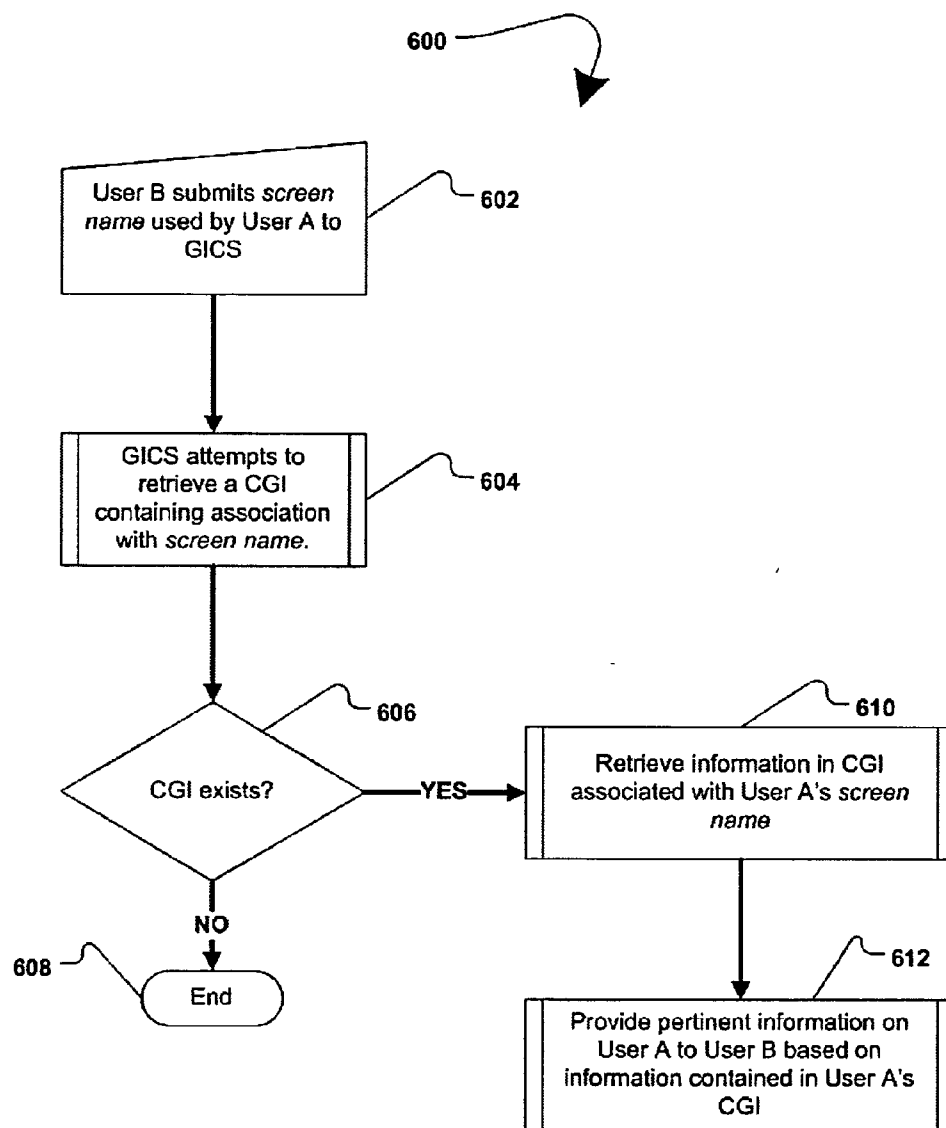 600
User B submits screen
name used by User A to
GICS
602
GICS attempts to
retrieve a CGI
containing association
with screen name.
604
606
CGI exists?
YES
610
Retrieve information in CGI
associated with User A's screen
name
NO
608
End
612
Provide pertinent information on
User A to User B based on
information contained in User A's
CGI